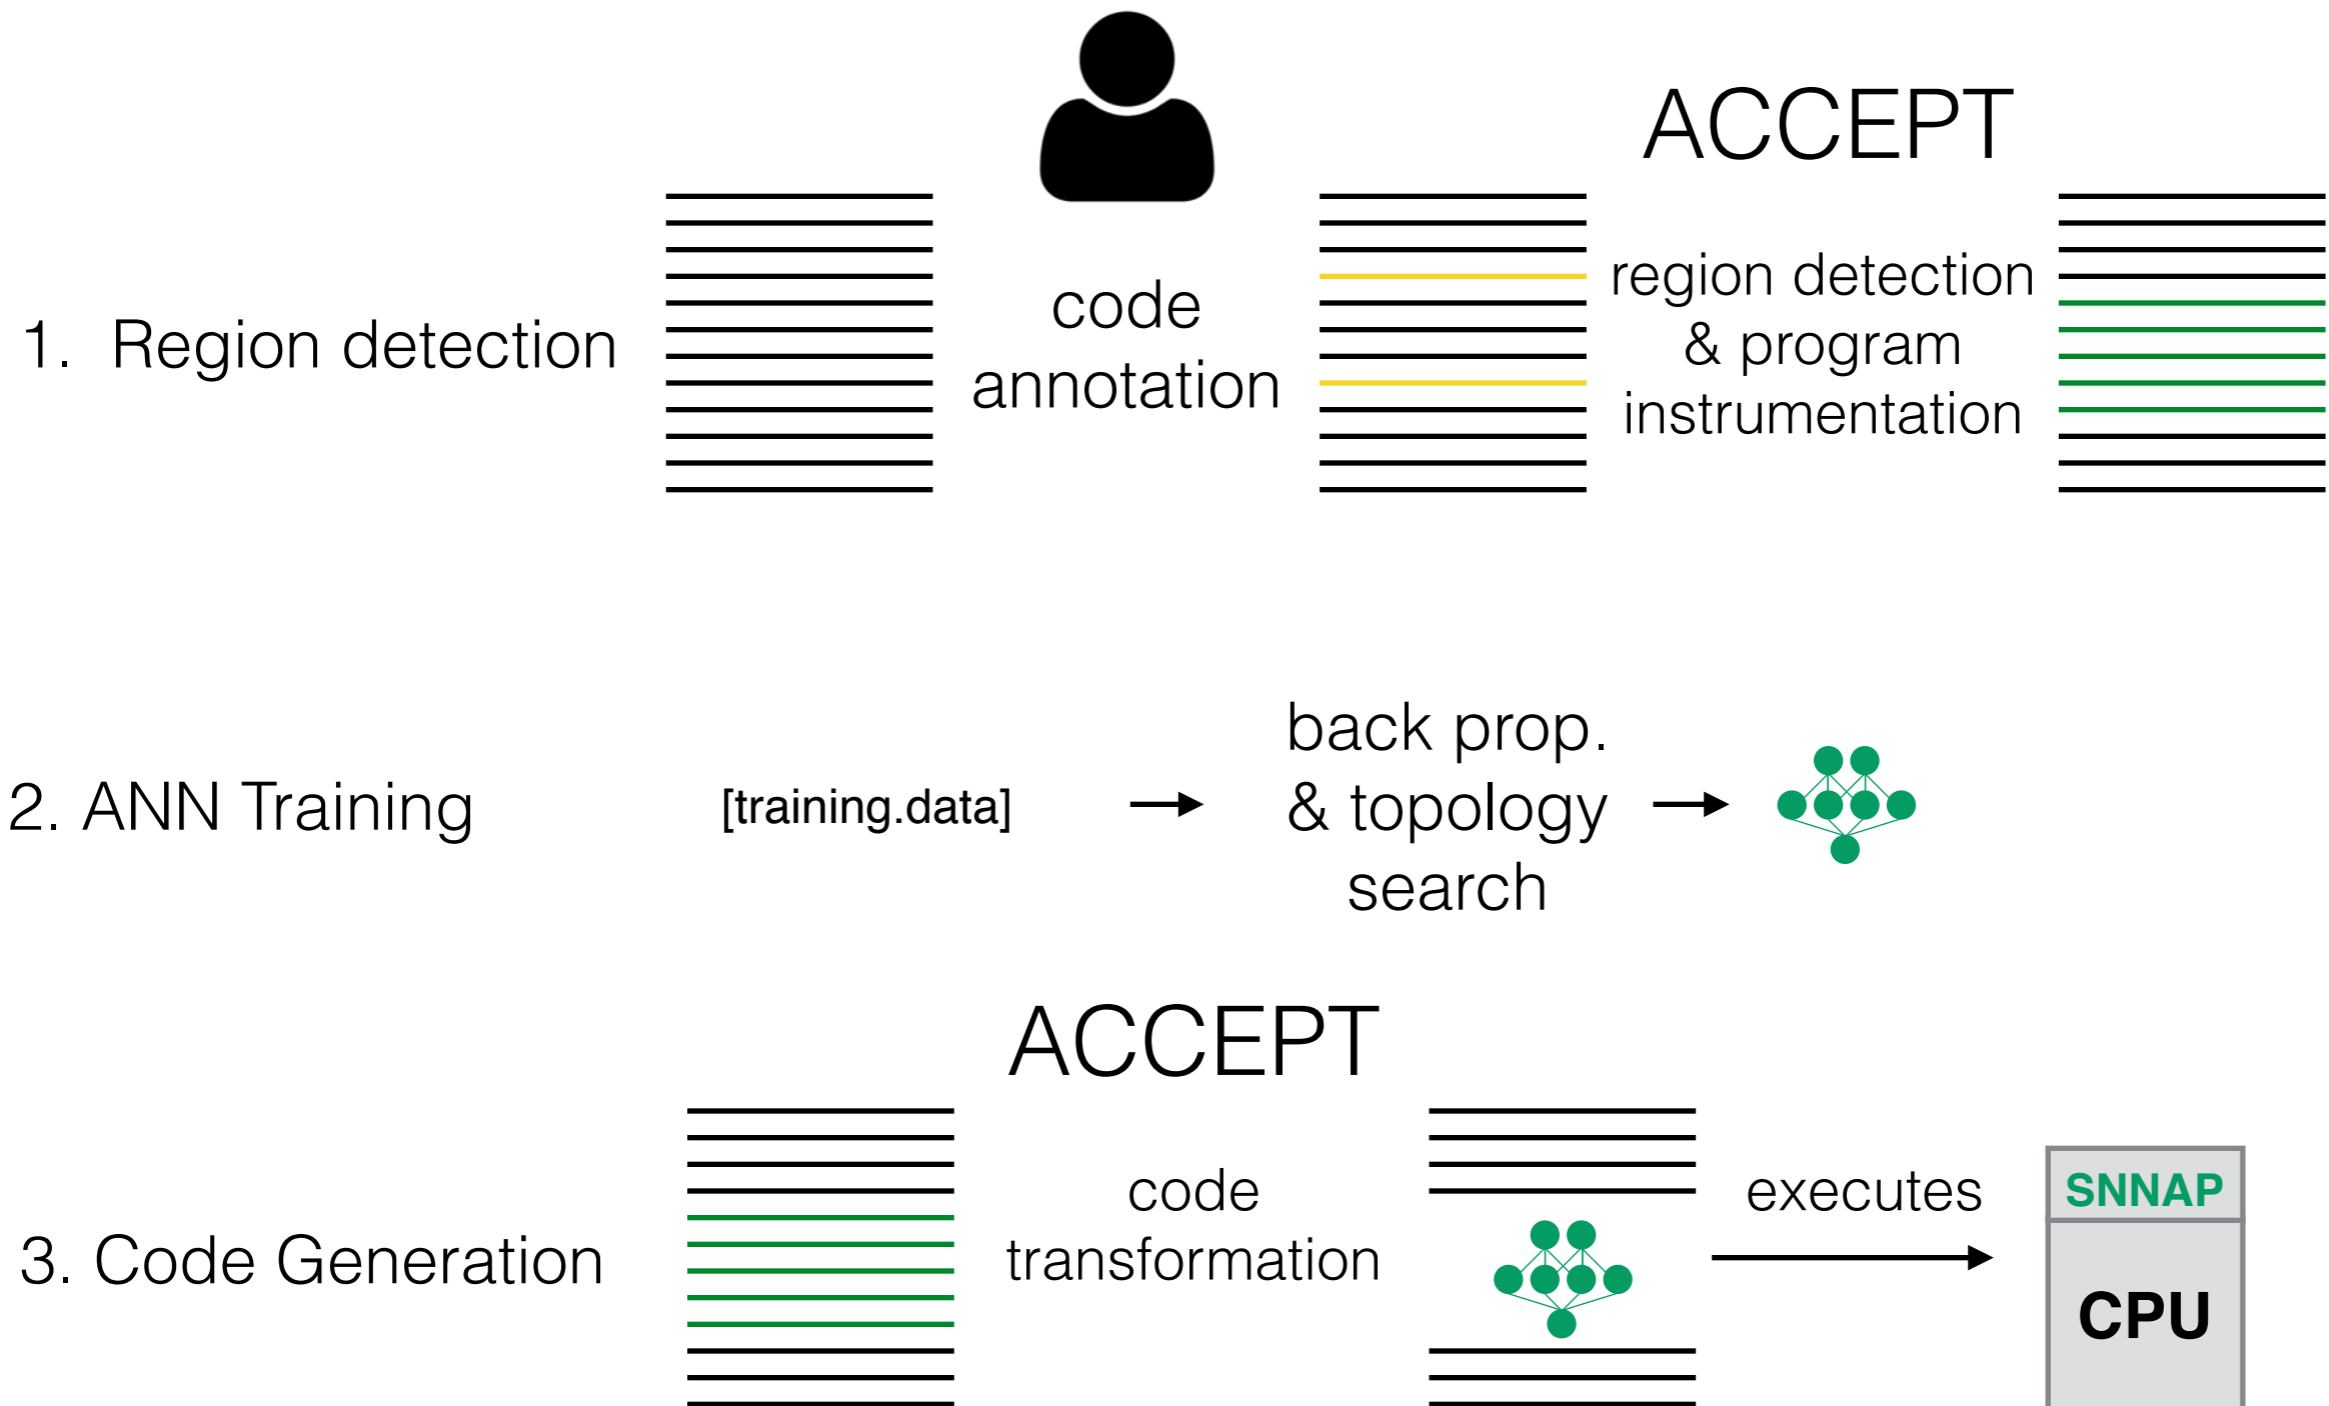 ACCEPT
1. Region detection
code
annotation
region detection
& program
instrumentation
2. ANN Training
[training.data]
back prop.
& topology
search
ACCEPT
3. Code Generation
code
transformation
executes
SNNAP
CPU